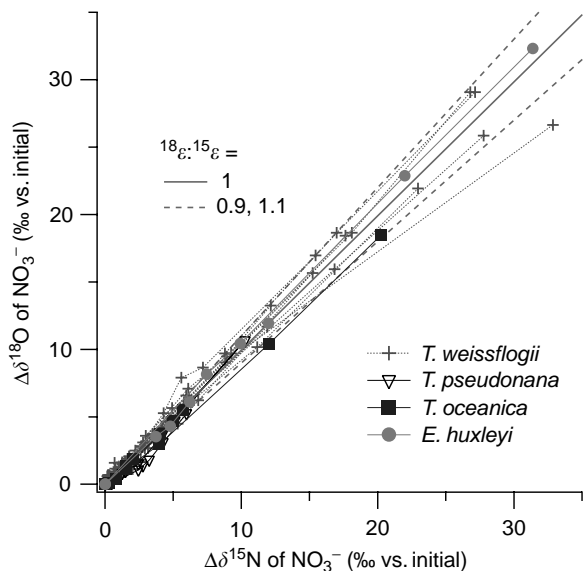 30
20
10
0
0
10
20
30
Δδ¹⁸O of NO₃⁻ (‰ vs. initial)
Δδ¹⁵N of NO₃⁻ (‰ vs. initial)
¹⁸ε:¹⁵ε =
1
0.9, 1.1
T. weissflogii
T. pseudonana
T. oceanica
E. huxleyi